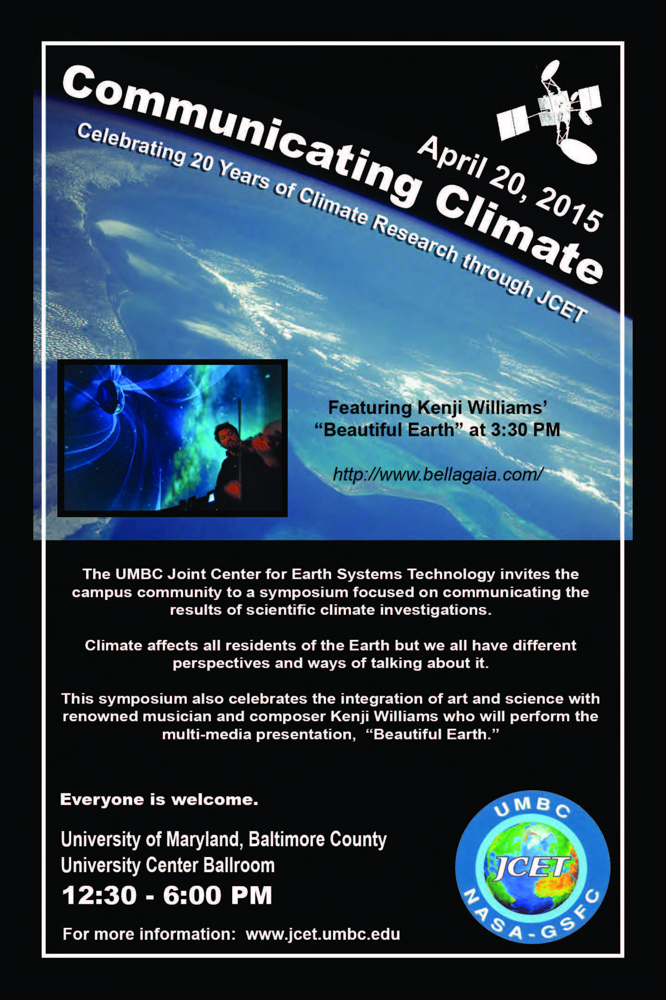 Communicating Climate
April 20, 2015
Celebrating 20 Years of Climate Research through JCET
Featuring Kenji Williams’
“Beautiful Earth” at 3:30 PM
http://www.bellagaia.com/
The UMBC Joint Center for Earth Systems Technology invites the
campus community to a symposium focused on communicating the
results of scientific climate investigations.
Climate affects all residents of the Earth but we all have different
perspectives and ways of talking about it.
This symposium also celebrates the integration of art and science with
renowned musician and composer Kenji Williams who will perform the
multi-media presentation,  “Beautiful Earth.”
Everyone is welcome.
University of Maryland, Baltimore County
University Center Ballroom
12:30 - 6:00 PM
For more information:  www.jcet.umbc.edu
UMBC
JCET
NASA-GSFC